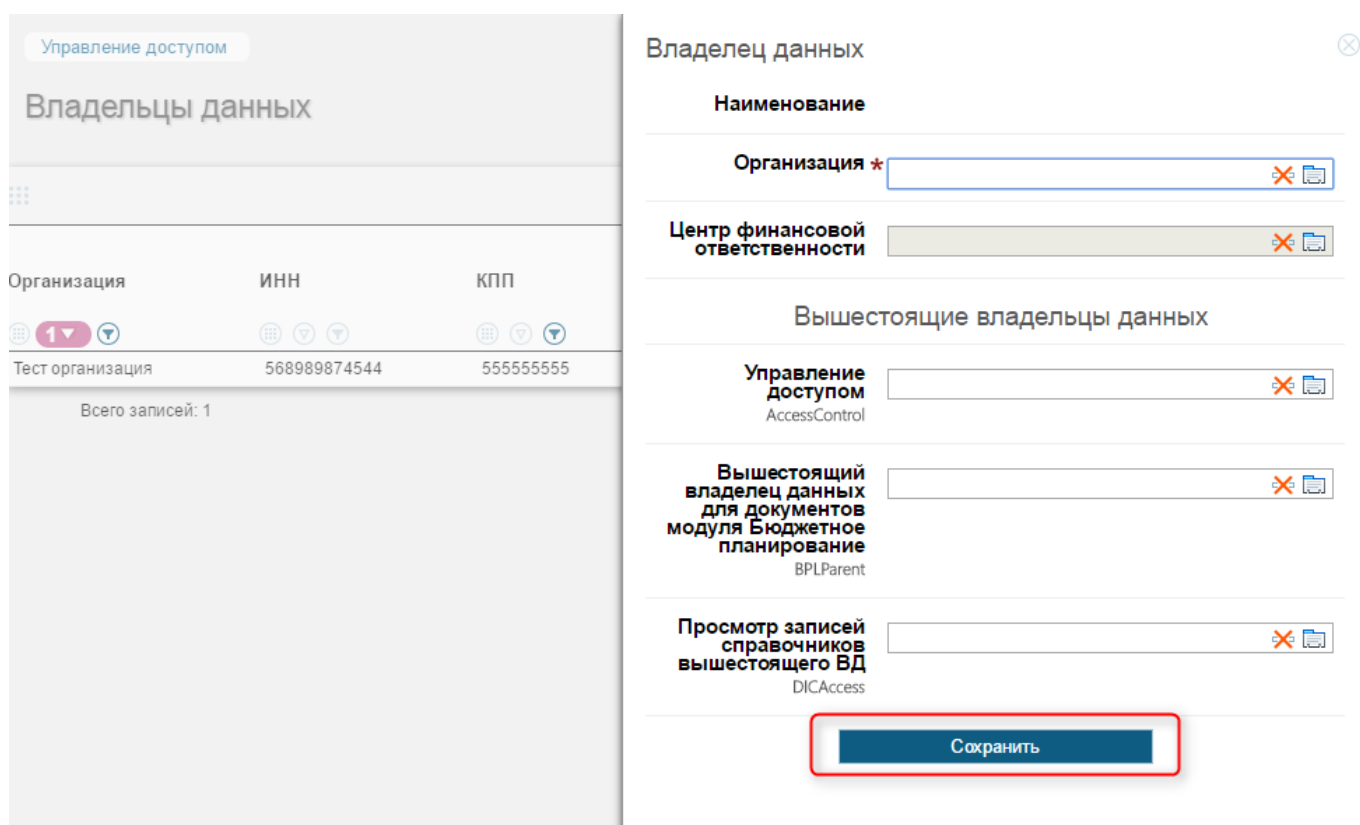 Управление доступом
Владельцы данных
Организация
ИНН
КПП
1
Тест организация
568989874544
555555555
Всего записей: 1
Владелец данных
Наименование
Организация *
Центр финансовой
ответственности
Вышестоящие владельцы данных
Управление
доступом
AccessControl
Вышестоящий
владелец данных
для документов
модуля Бюджетное
планирование
BPLParent
Просмотр записей
справочников
вышестоящего ВД
DICAccess
Сохранить